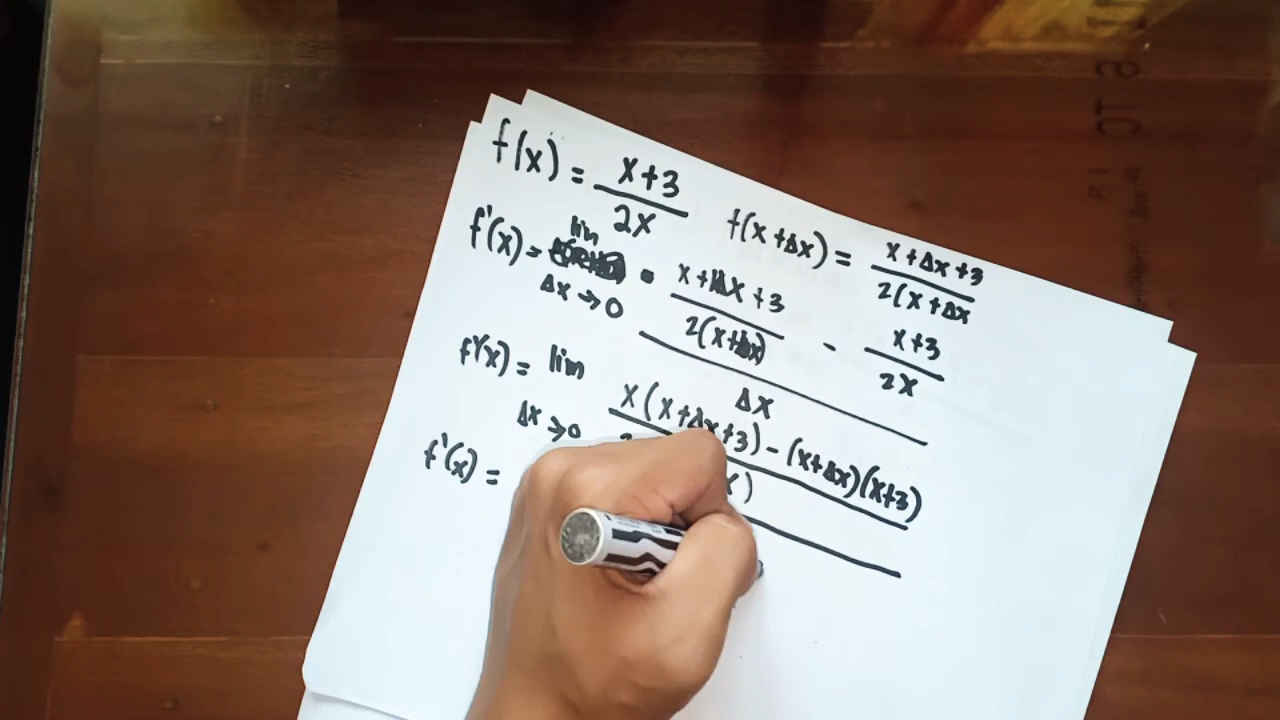 f(x) = x+3 / 2x
f(x+Δx) = x+Δx+3 / 2(x+Δx
f'(x) = lim Δx→0 x+Δx+3 / 2(x+Δx) - x+3 / 2x
Δx
f'(x) = lim Δx→0 x(x+Δx+3) - (x+Δx)(x+3)
f'(x) =